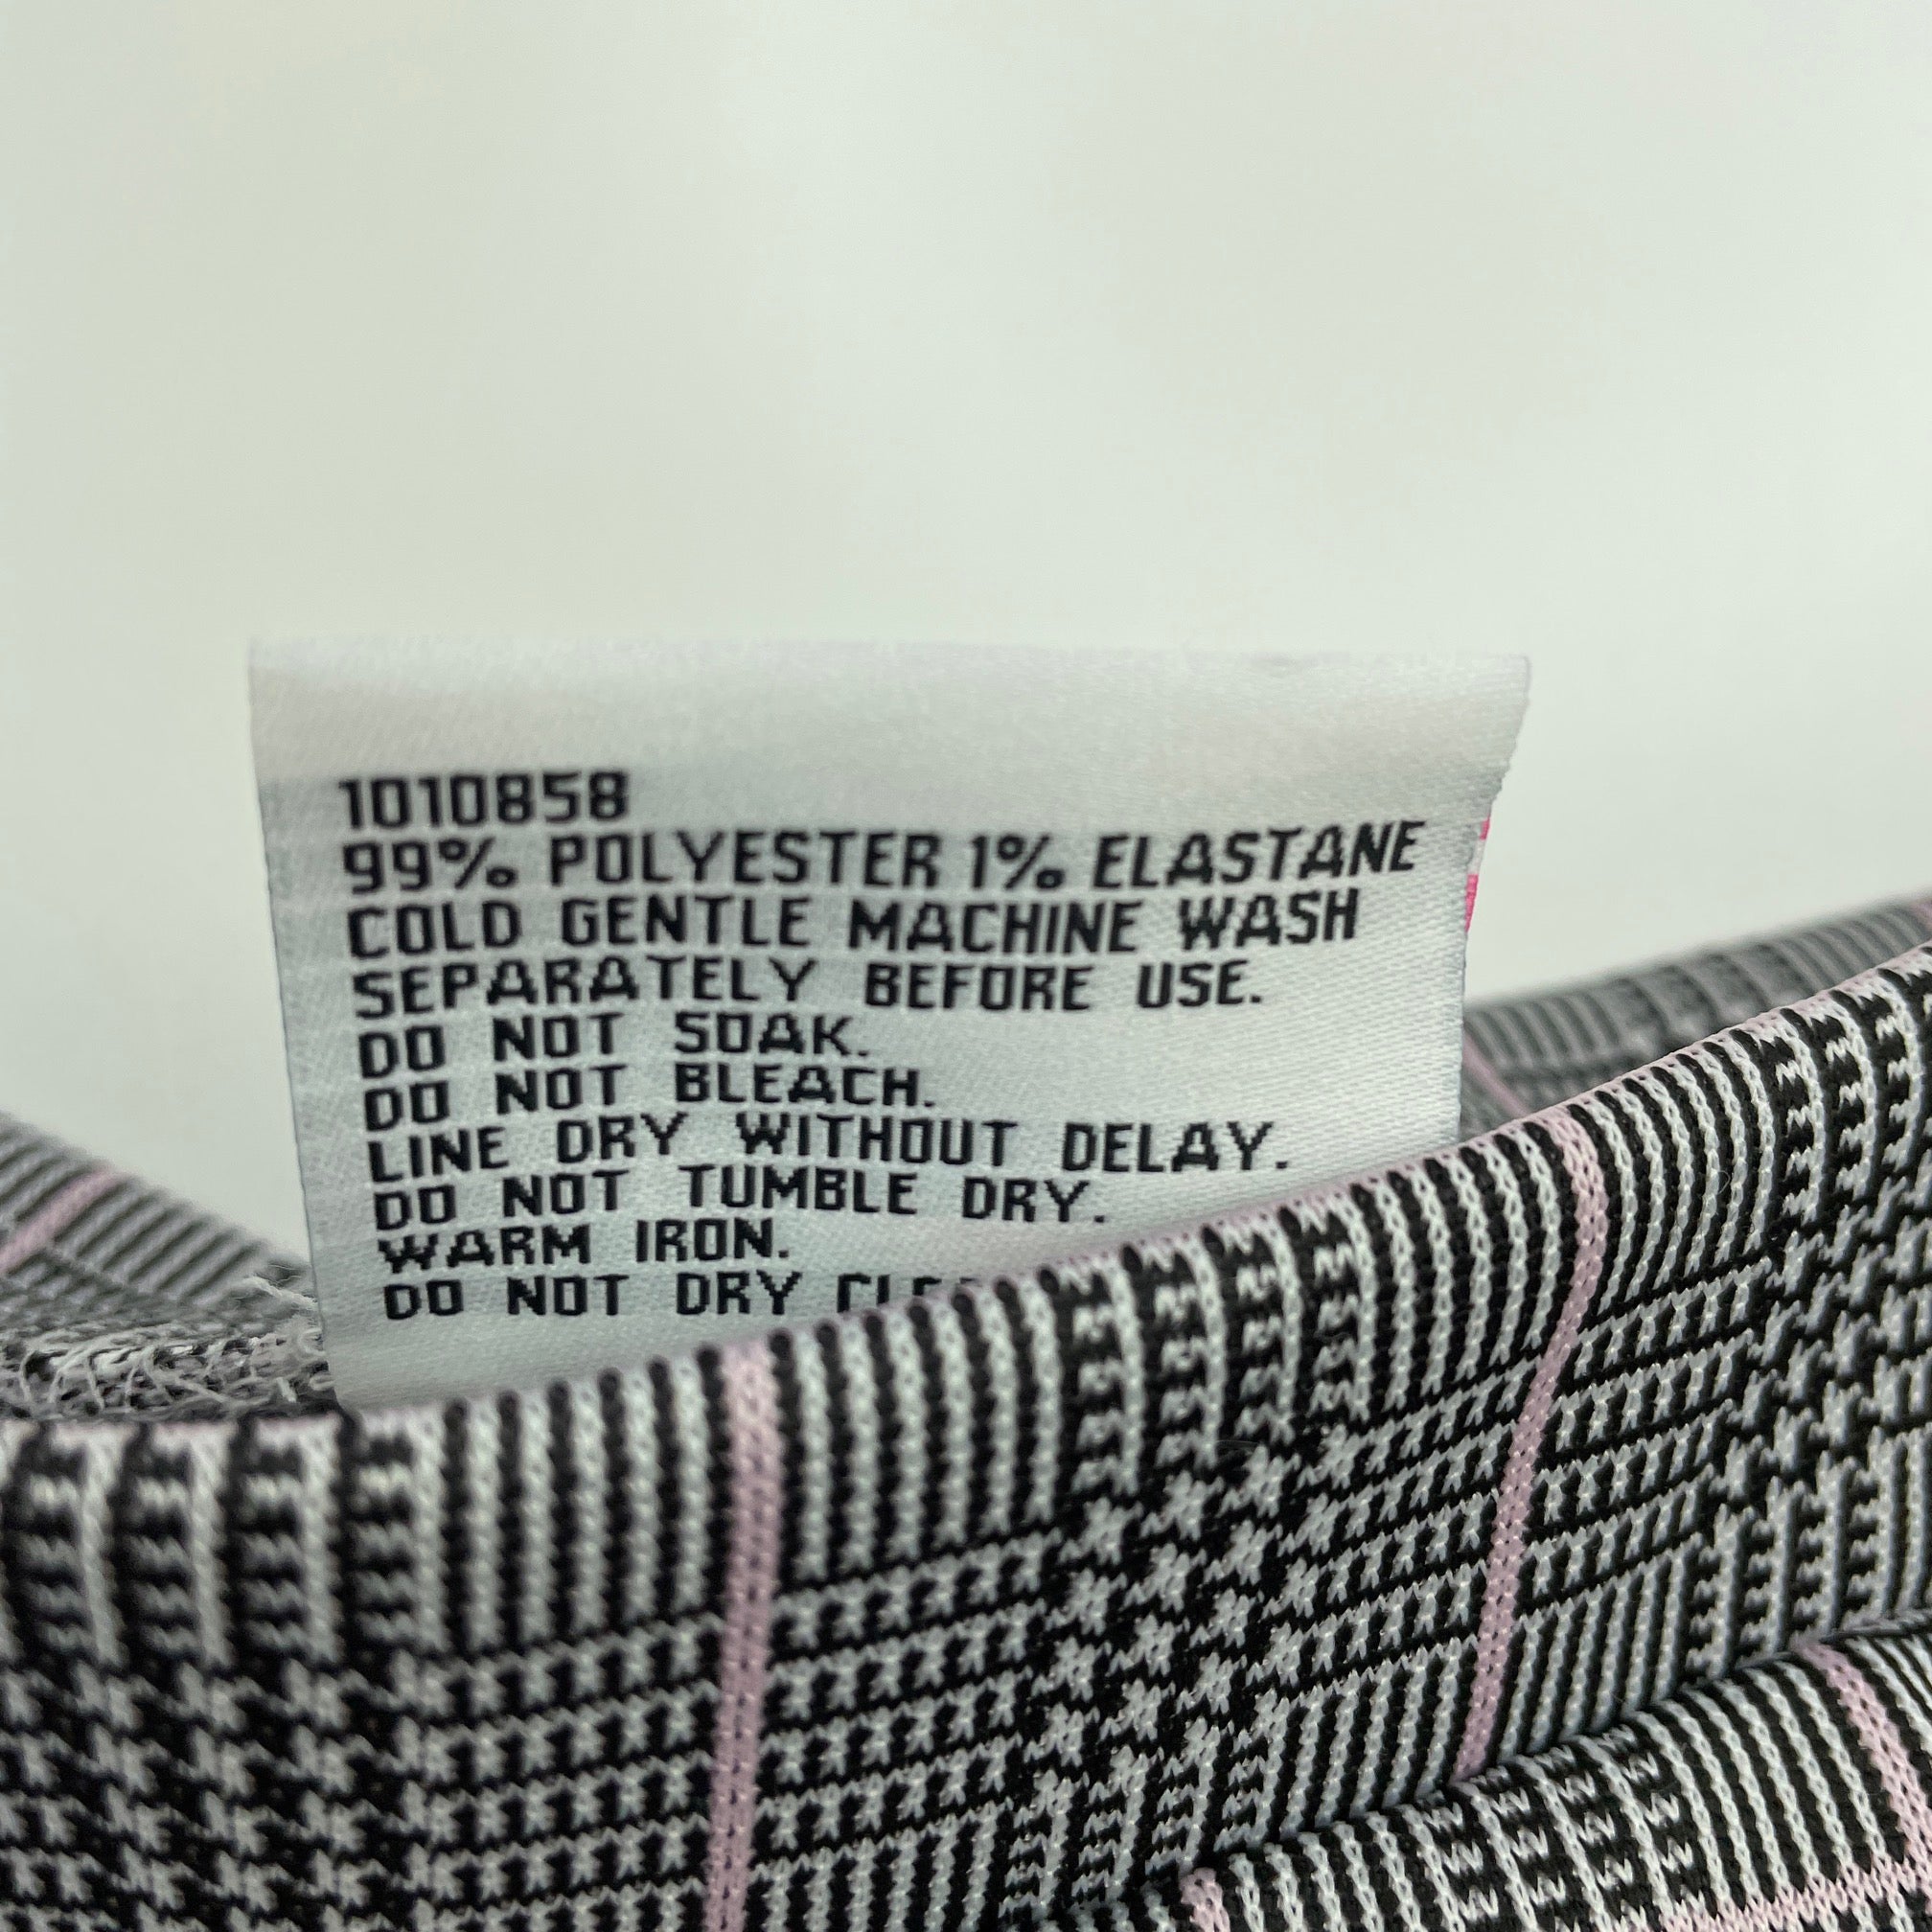 1010858
99% POLYESTER 1% ELASTANE
COLD GENTLE MACHINE WASH
SEPARATELY BEFORE USE.
DO NOT SOAK.
DO NOT BLEACH.
LINE DRY WITHOUT DELAY.
DO NOT TUMBLE DRY.
WARM IRON.
DO NOT DRY